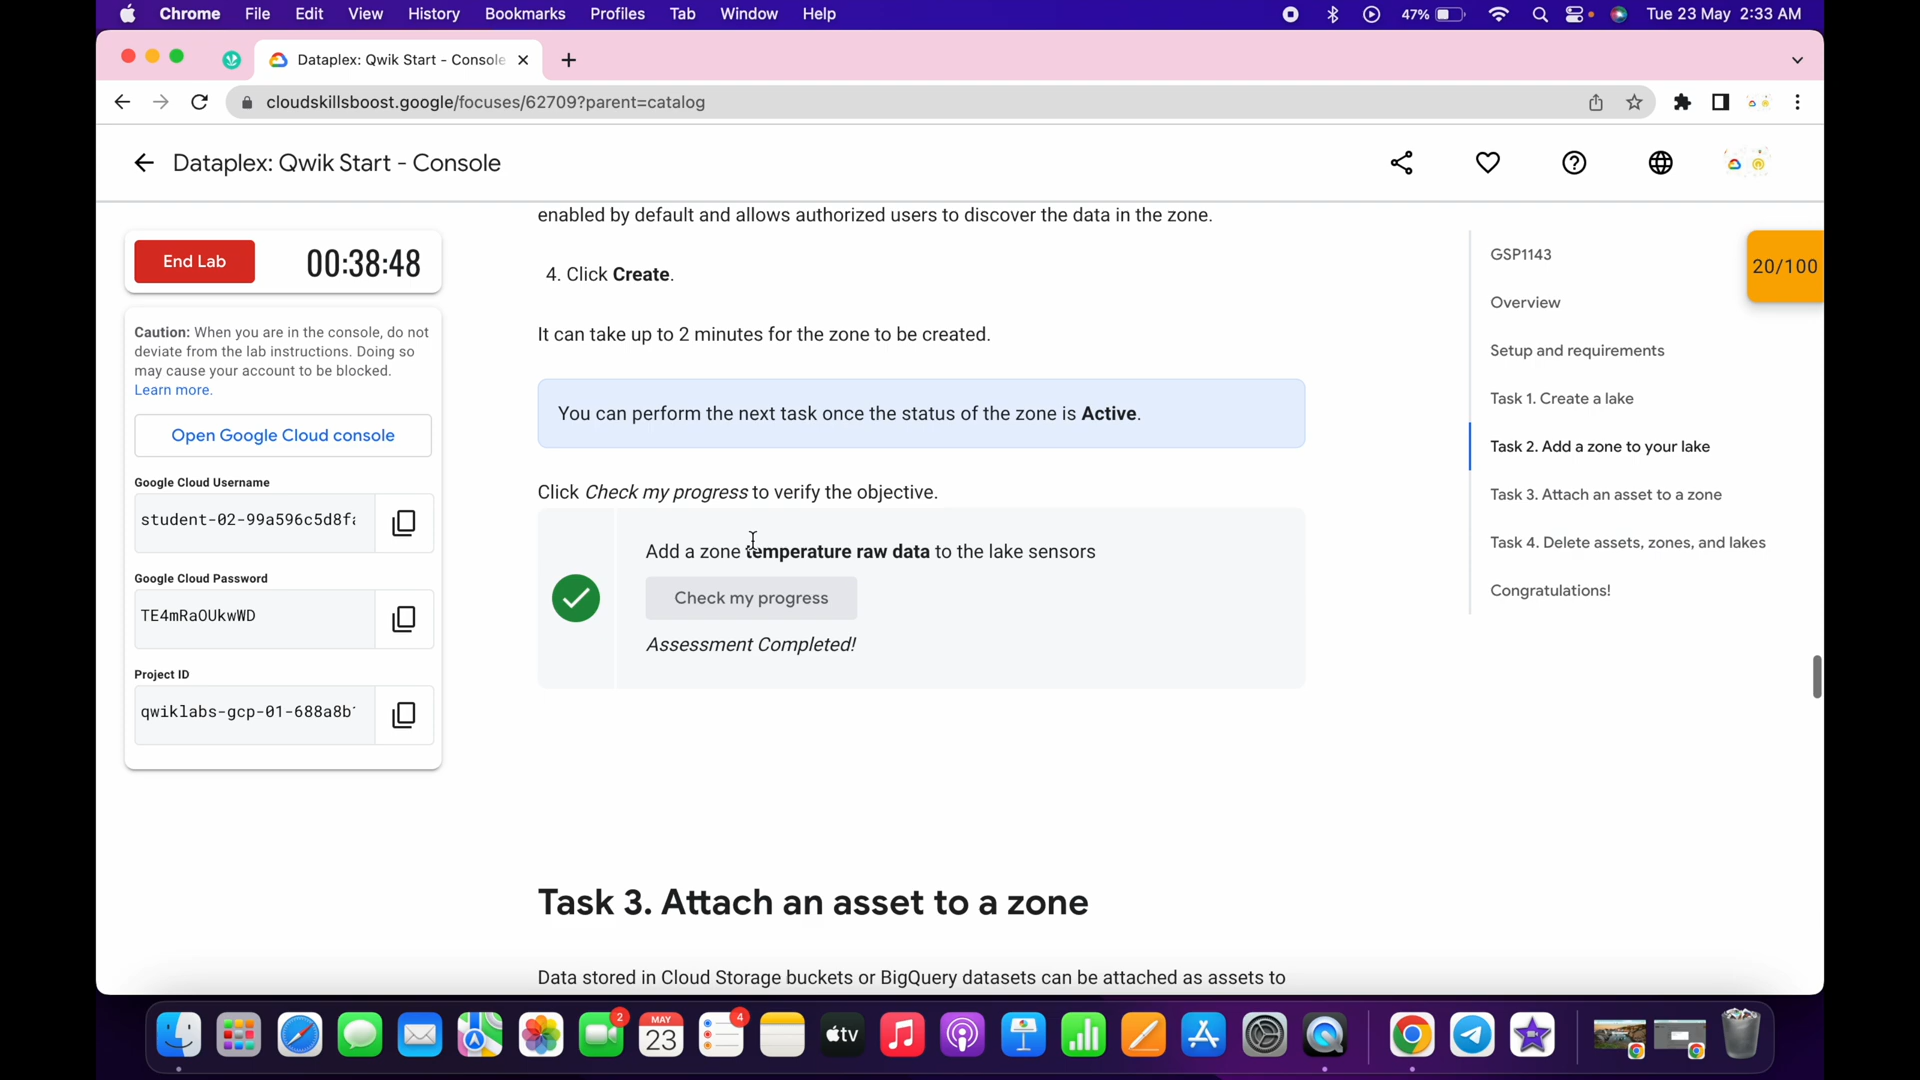 Chrome File Edit View History Bookmarks Profiles Tab Window Help 47% Tue 23 May 2:33 AM
Dataplex: Qwik Start - Console
cloudskillsboost.google/focuses/62709?parent=catalog
Dataplex: Qwik Start - Console
End Lab 00:38:48
Caution: When you are in the console, do not
deviate from the lab instructions. Doing so
may cause your account to be blocked.
Learn more.
Open Google Cloud console
Google Cloud Username
student-02-99a596c5d8f
Google Cloud Password
TE4mRaOUkwWD
Project ID
qwiklabs-gcp-01-688a8b
enabled by default and allows authorized users to discover the data in the zone.
4. Click Create.
It can take up to 2 minutes for the zone to be created.
You can perform the next task once the status of the zone is Active.
Click Check my progress to verify the objective.
Add a zone temperature raw data to the lake sensors
Check my progress
Assessment Completed!
Task 3. Attach an asset to a zone
Data stored in Cloud Storage buckets or BigQuery datasets can be attached as assets to
GSP1143
Overview
Setup and requirements
Task 1. Create a lake
Task 2. Add a zone to your lake
Task 3. Attach an asset to a zone
Task 4. Delete assets, zones, and lakes
Congratulations!
20/100
2
MAY
23
4
tv